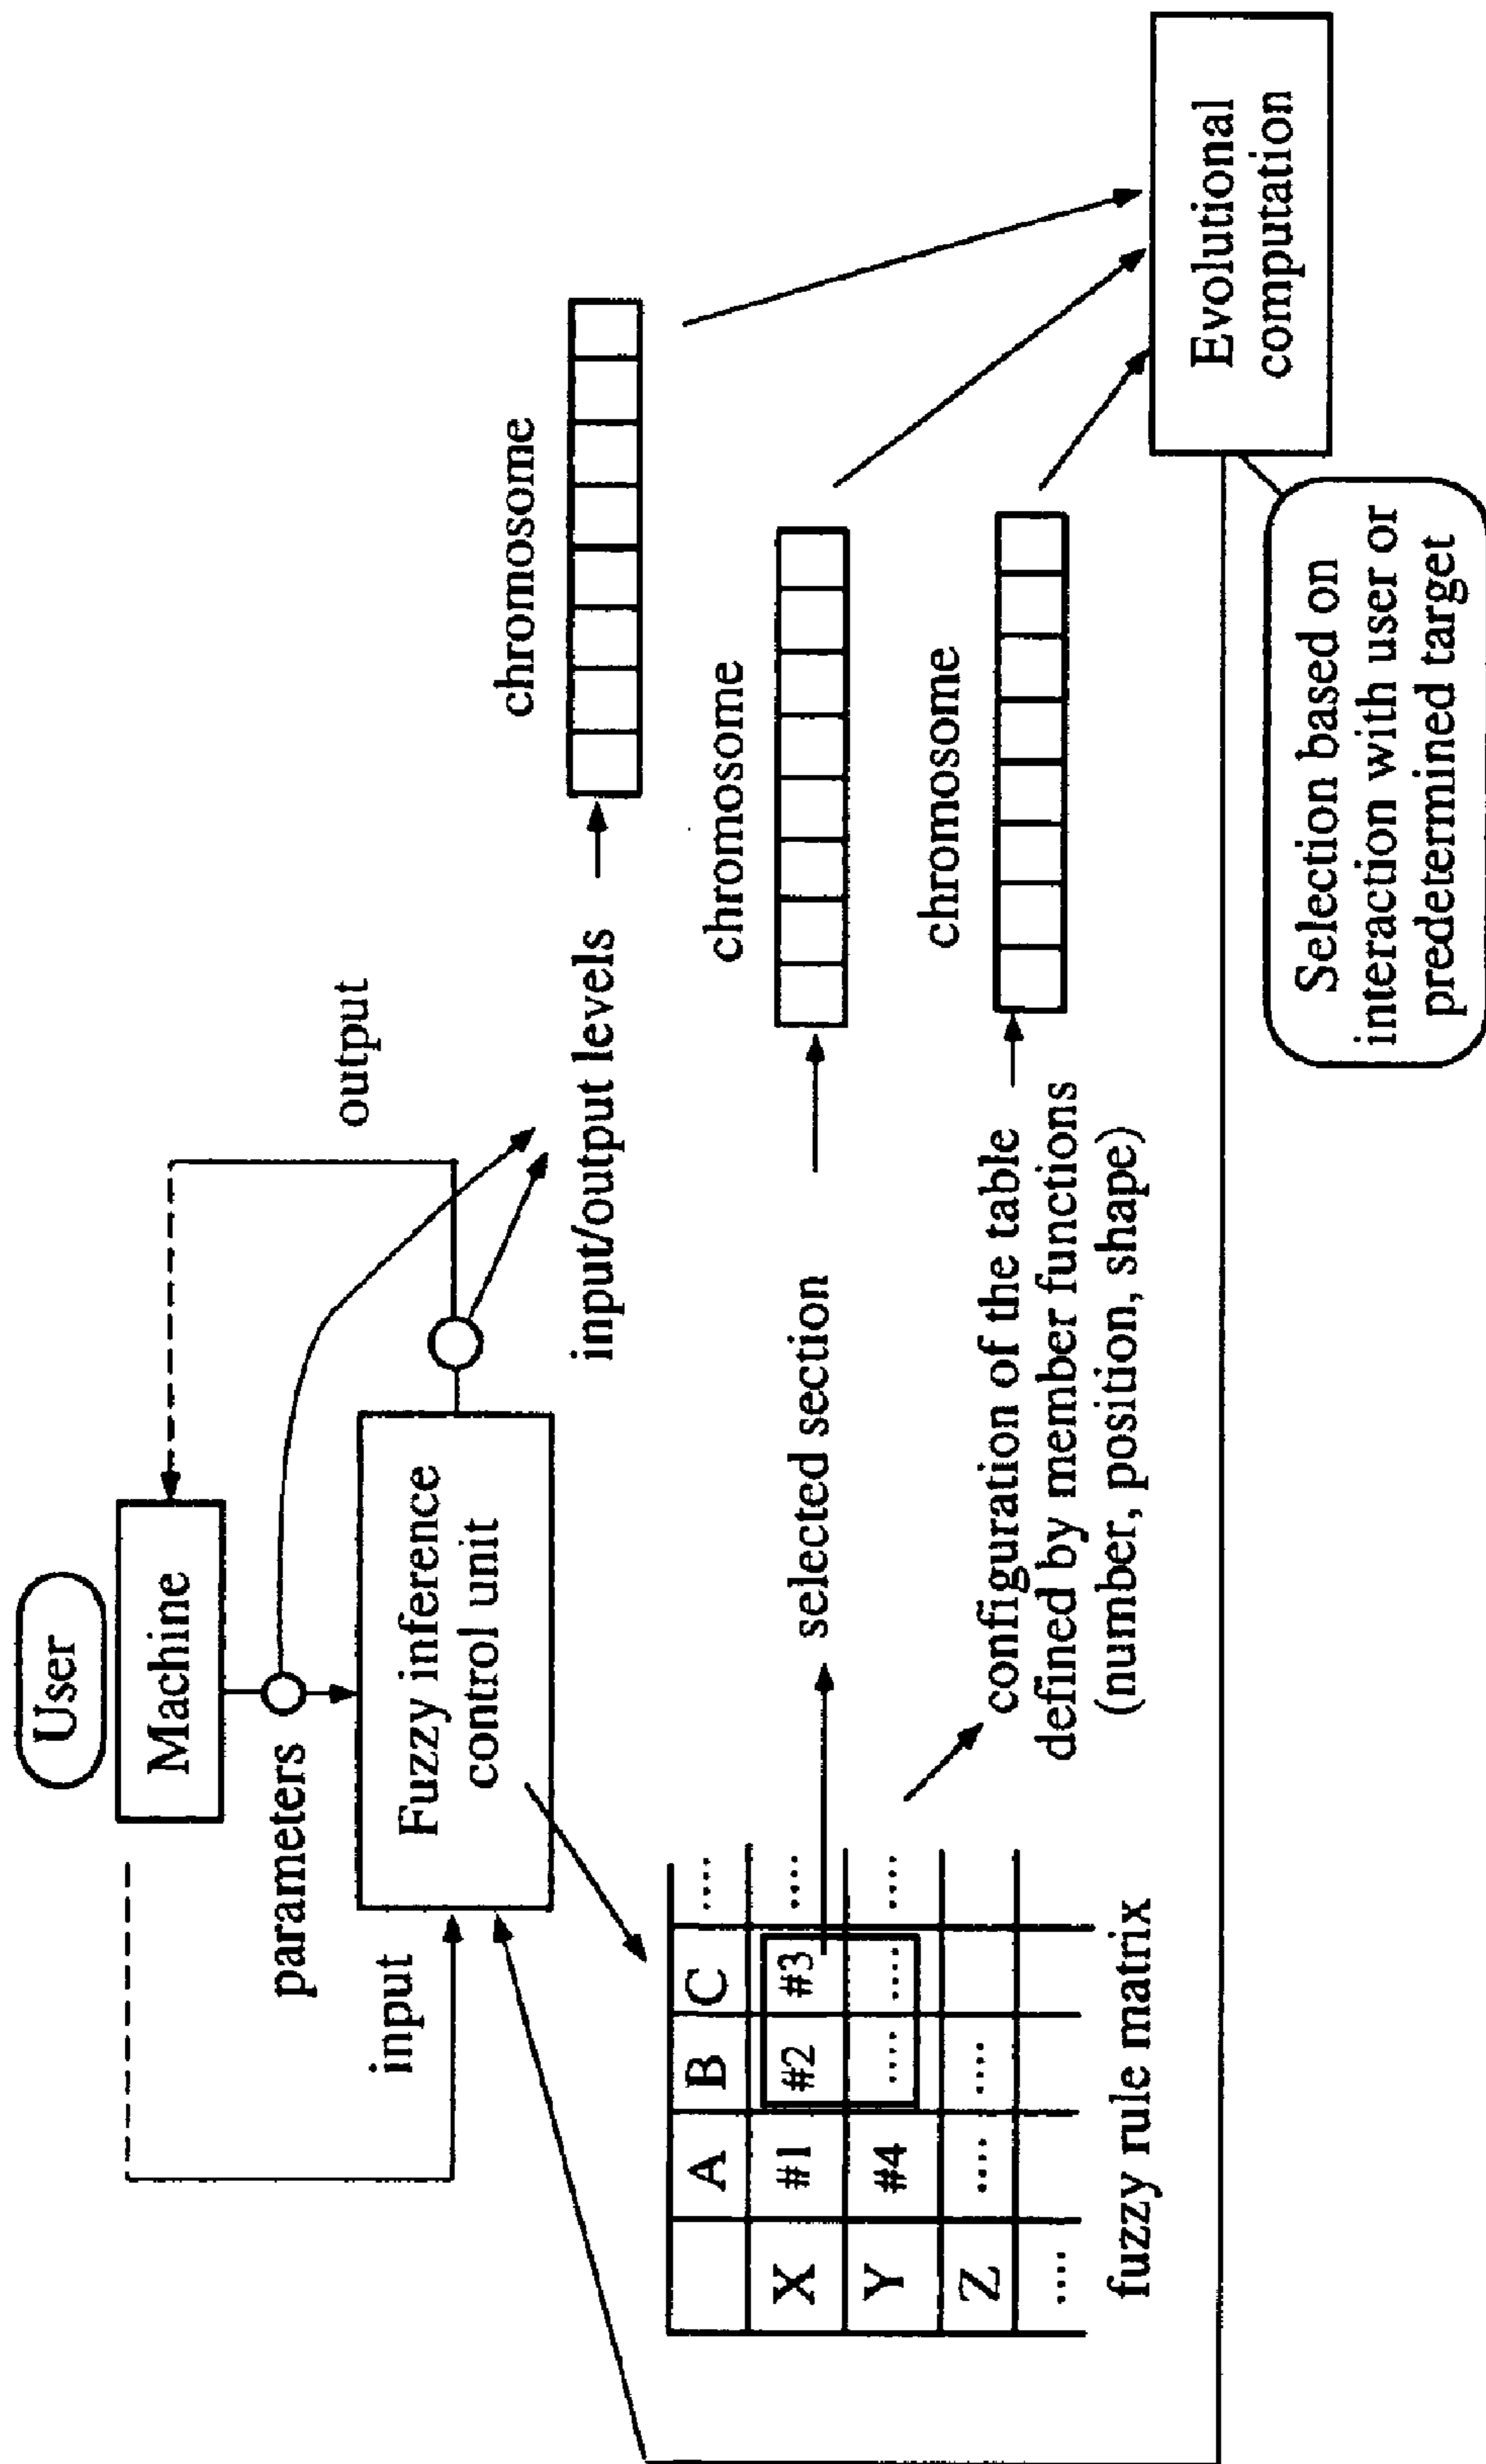 User
Machine
parameters
input
output
Fuzzy inference
control unit
input/output levels
chromosome
.... 
A B C ....
X #1 #2 #3 ....
Y #4 .... .... ....
Z .... ....
....
fuzzy rule matrix
selected section
chromosome
configuration of the table
defined by member functions
(number, position, shape)
chromosome
Evolutional
computation
Selection based on
interaction with user or
predetermined target